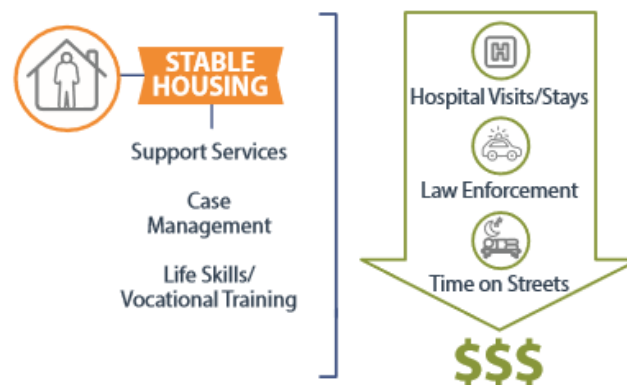 STABLE
HOUSING
Support Services
Case
Management
Life Skills/
Vocational Training
H
Hospital Visits/Stays
Law Enforcement
Time on Streets
$$$